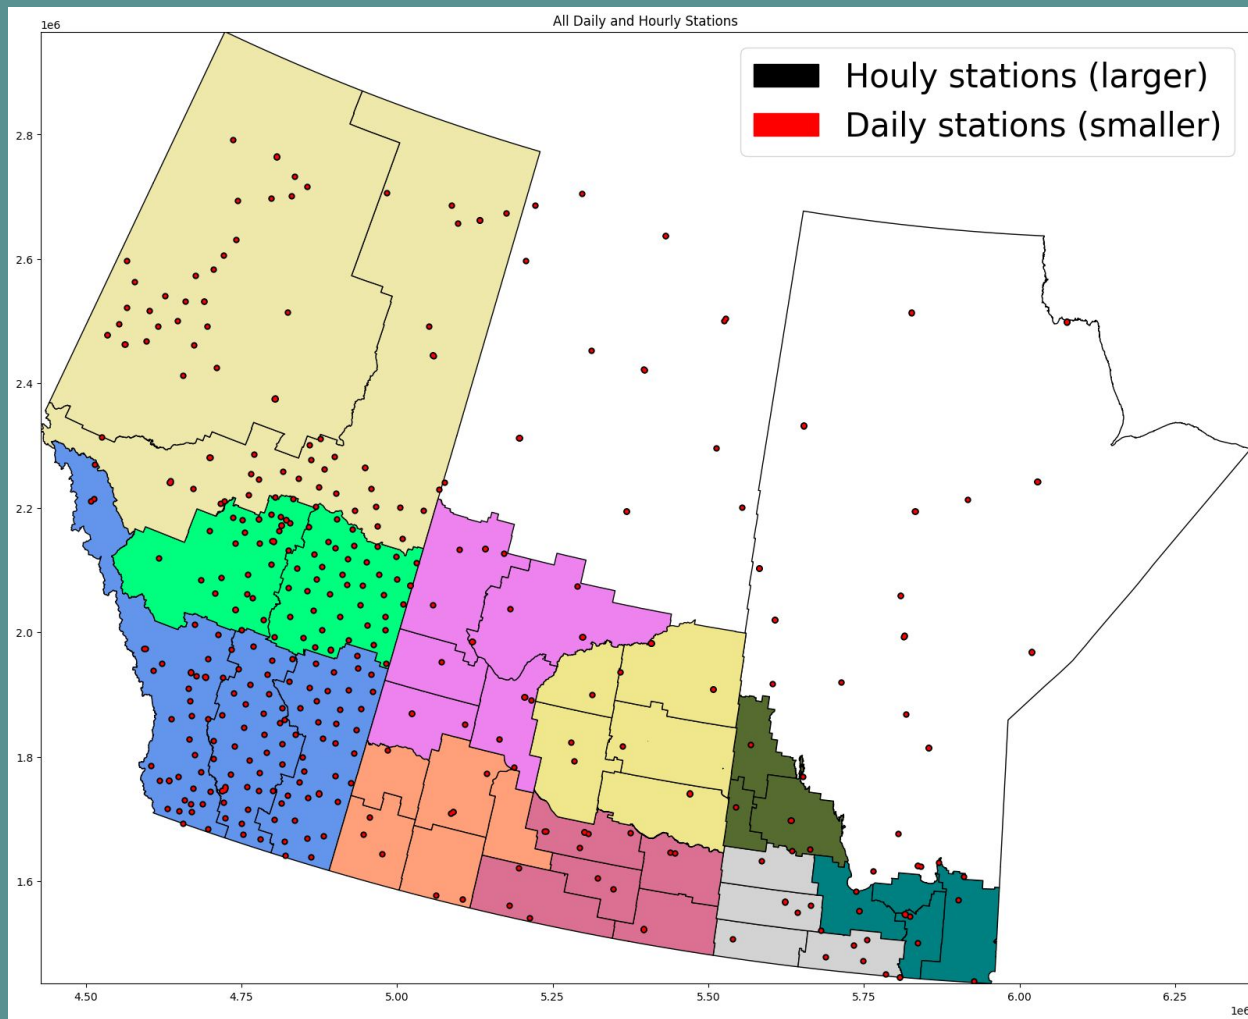 All Daily and Hourly Stations
1e6
Houly stations (larger)
Daily stations (smaller)
2.8
2.6
2.4
2.2
2.0
1.8
1.6
4.50 4.75 5.00 5.25 5.50 5.75 6.00 6.25
1e6